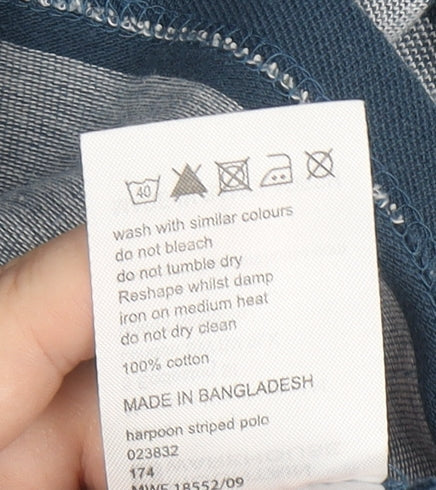 40
wash with similar colours
do not bleach
do not tumble dry
Reshape whilst damp
iron on medium heat
do not dry clean
100% cotton
MADE IN BANGLADESH
harpoon striped polo
023832
174
MWF 18552/09